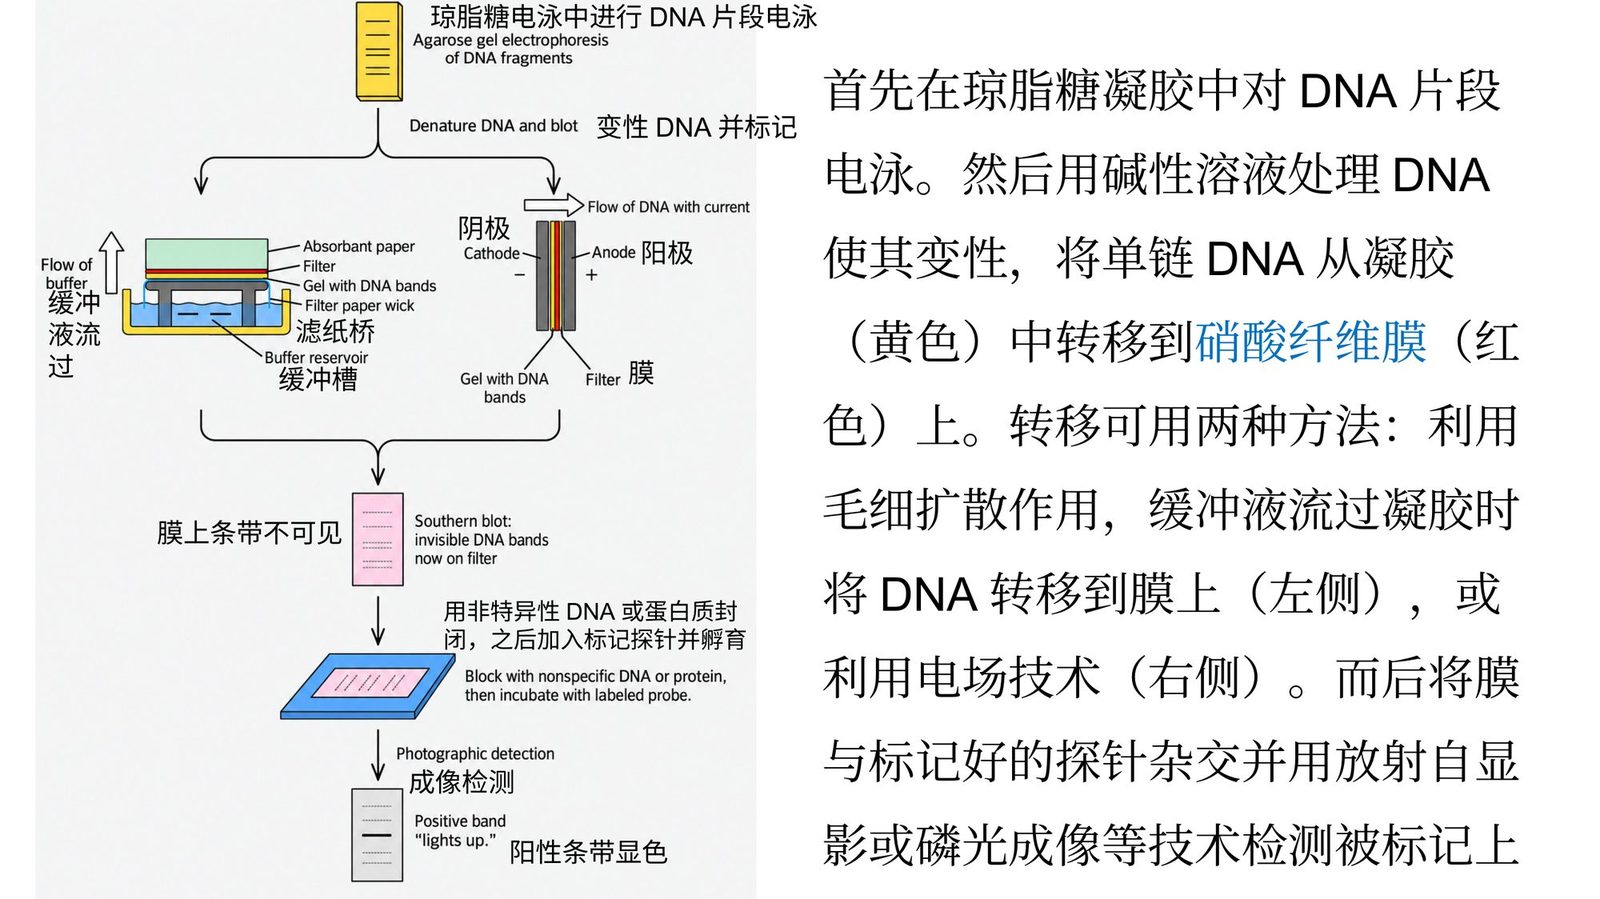 琼脂糖电泳中进行 DNA 片段电泳
Agarose gel electrophoresis
of DNA fragments
Denature DNA and blot
变性 DNA 并标记
Flow of
buffer
缓冲
液流
过
Absorbant paper
Filter
Gel with DNA bands
Filter paper wick
滤纸桥
Buffer reservoir
缓冲槽
Flow of DNA with current
阴极
Cathode
−
Anode
阳极
+
Gel with DNA
bands
Filter
膜
膜上条带不可见
Southern blot:
invisible DNA bands
now on filter
用非特异性 DNA 或蛋白质封
闭，之后加入标记探针并孵育
Block with nonspecific DNA or protein,
then incubate with labeled probe.
Photographic detection
成像检测
Positive band
“lights up.”
阳性条带显色
首先在琼脂糖凝胶中对 DNA 片段
电泳。然后用碱性溶液处理 DNA
使其变性，将单链 DNA 从凝胶
（黄色）中转移到硝酸纤维膜（红
色）上。转移可用两种方法：利用
毛细扩散作用，缓冲液流过凝胶时
将 DNA 转移到膜上（左侧），或
利用电场技术（右侧）。而后将膜
与标记好的探针杂交并用放射自显
影或磷光成像等技术检测被标记上